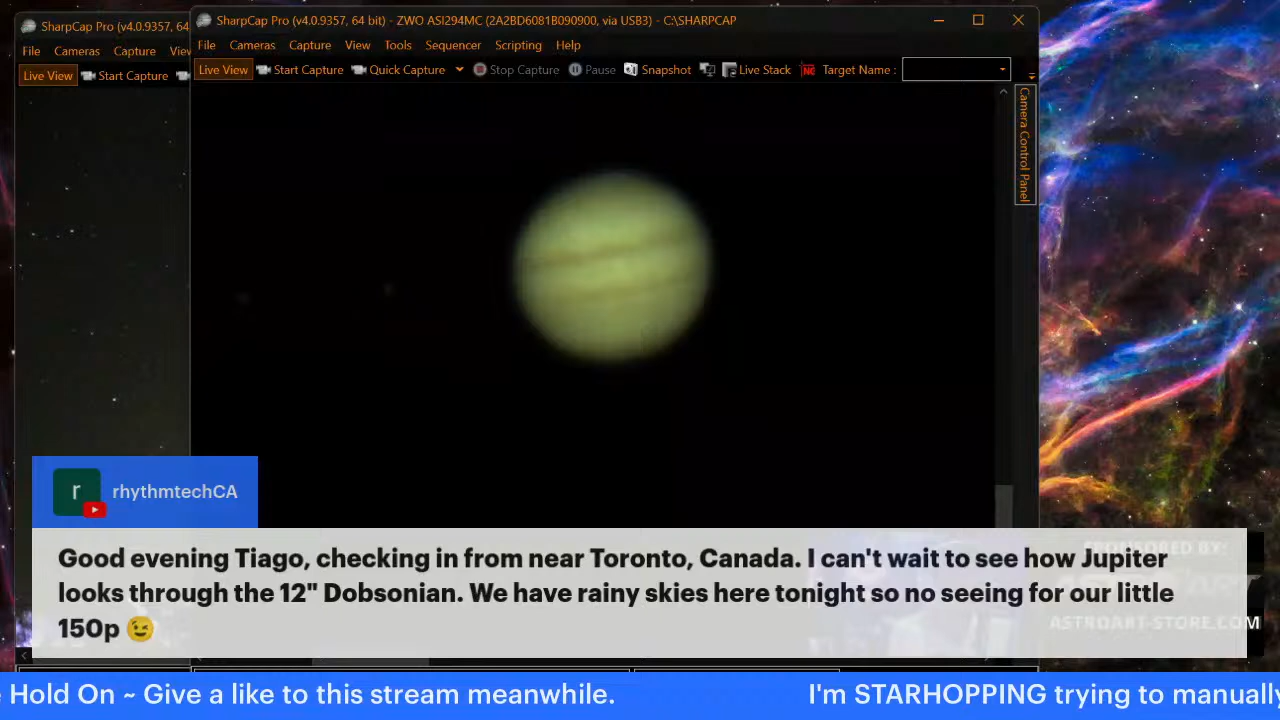 SharpCap Pro (v4.0.9357, 64 bit)
File Cameras Capture View
Live View Start Capture
SharpCap Pro (v4.0.9357, 64 bit) - ZWO ASI294MC (2A2BD6081B090900, via USB3) - C:\SHARPCAP
File Cameras Capture View Tools Sequencer Scripting Help
Live View Start Capture Quick Capture Stop Capture Pause Snapshot Live Stack Target Name :
Camera Control Panel
r rhythmtechCA
Good evening Tiago, checking in from near Toronto, Canada. I can't wait to see how Jupiter
looks through the 12" Dobsonian. We have rainy skies here tonight so no seeing for our little
150p 😉
SPONSORED BY:
ASTROART-STORE.COM
Hold On ~ Give a like to this stream meanwhile. I'm STARHOPPING trying to manually